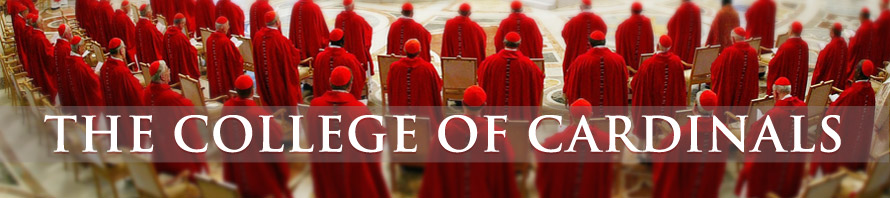 THE COLLEGE OF CARDINALS